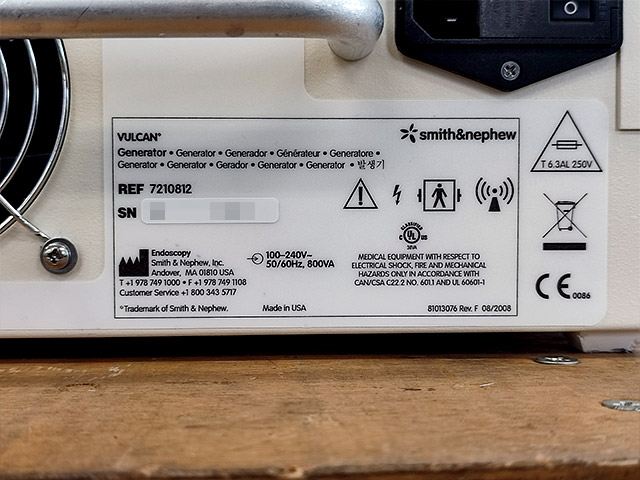 VULCAN*
smith&nephew
Generator • Generator • Generador • Générateur • Generatore •
Generator • Generator • Gerador • Generator • Generator • 발생기
REF 7210812
SN
T 6.3AL 250V
CLASSIFIED
C UL US
Endoscopy
Smith & Nephew, Inc.
Andover, MA 01810 USA
T +1 978 749 1000 • F +1 978 749 1108
Customer Service +1 800 343 5717
100–240V~
50/60Hz, 800VA
MEDICAL EQUIPMENT WITH RESPECT TO
ELECTRICAL SHOCK, FIRE AND MECHANICAL
HAZARDS ONLY IN ACCORDANCE WITH
CAN/CSA C22.2 NO. 601.1 AND UL 60601-1
CE 0086
*Trademark of Smith & Nephew.
Made in USA
81013076 Rev. F 08/2008